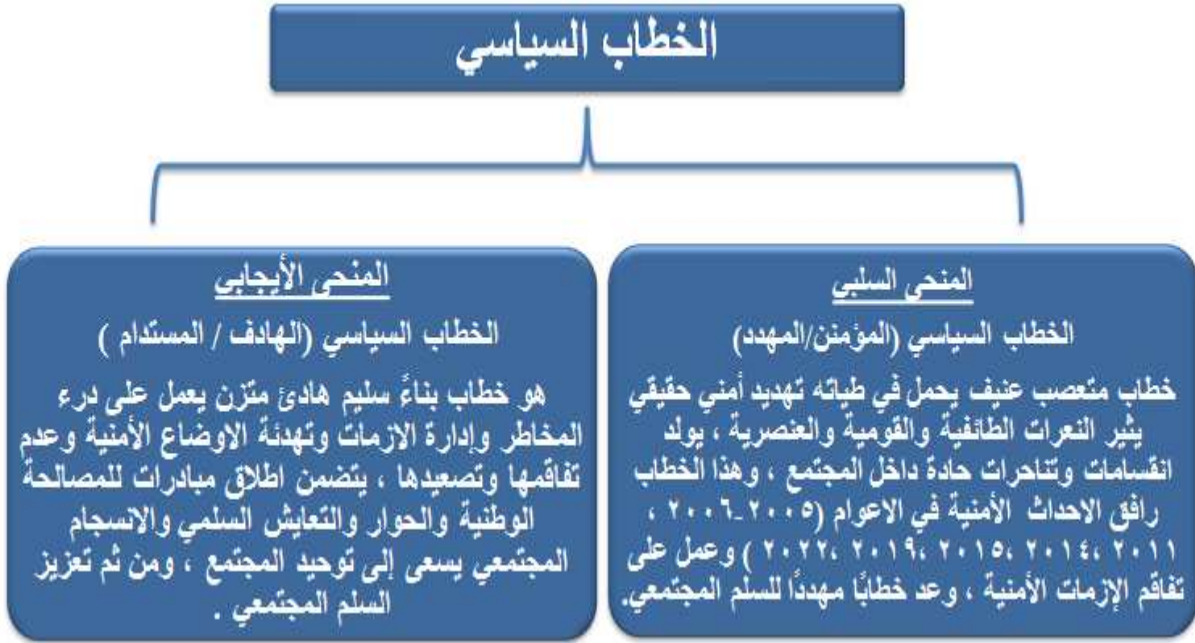 الخطاب السياسي
المنحى السلبي
الخطاب السياسي (المؤمنن/المهدد)
خطاب متعصب عنيف يحمل في طياته تهديد أمني حقيقي
يثير النعرات الطائفية والقومية والعنصرية ، يولد
انقسامات وتناحرات حادة داخل المجتمع ، وهذا الخطاب
رافق الاحداث الأمنية في الاعوام (٢٠٠٥-٢٠٠٦ ،
٢٠١١ ،٢٠١٤ ،٢٠١٥ ،٢٠١٩ ،٢٠٢٢ ) وعمل على
تفاقم الإزمات الأمنية ، وعد خطابًا مهددًا للسلم المجتمعي.
المنحى الأيجابي
الخطاب السياسي (الهادف / المستدام )
هو خطاب بناءً سليم هادئ متزن يعمل على درء
المخاطر وإدارة الازمات وتهدئة الاوضاع الأمنية وعدم
تفاقمها وتصعيدها ، يتضمن اطلاق مبادرات للمصالحة
الوطنية والحوار والتعايش السلمي والانسجام
المجتمعي يسعى إلى توحيد المجتمع ، ومن ثم تعزيز
السلم المجتمعي .